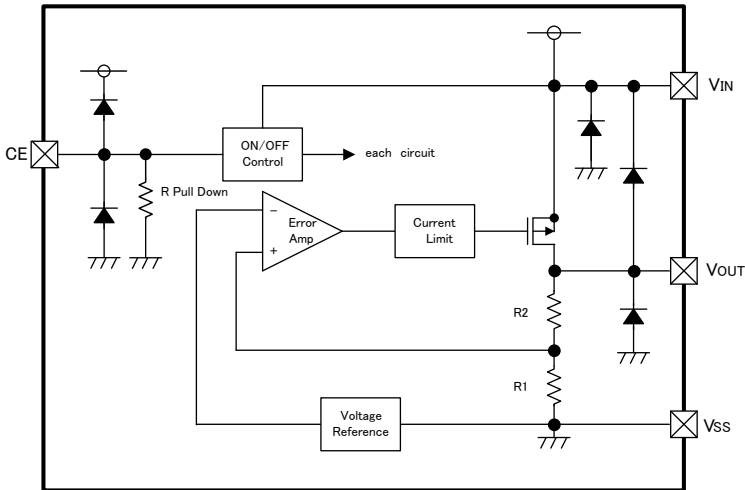 VIN
CE
ON/OFF
Control
each circuit
R Pull Down
−
Error
Amp
+
Current
Limit
VOUT
R2
R1
Voltage
Reference
VSS